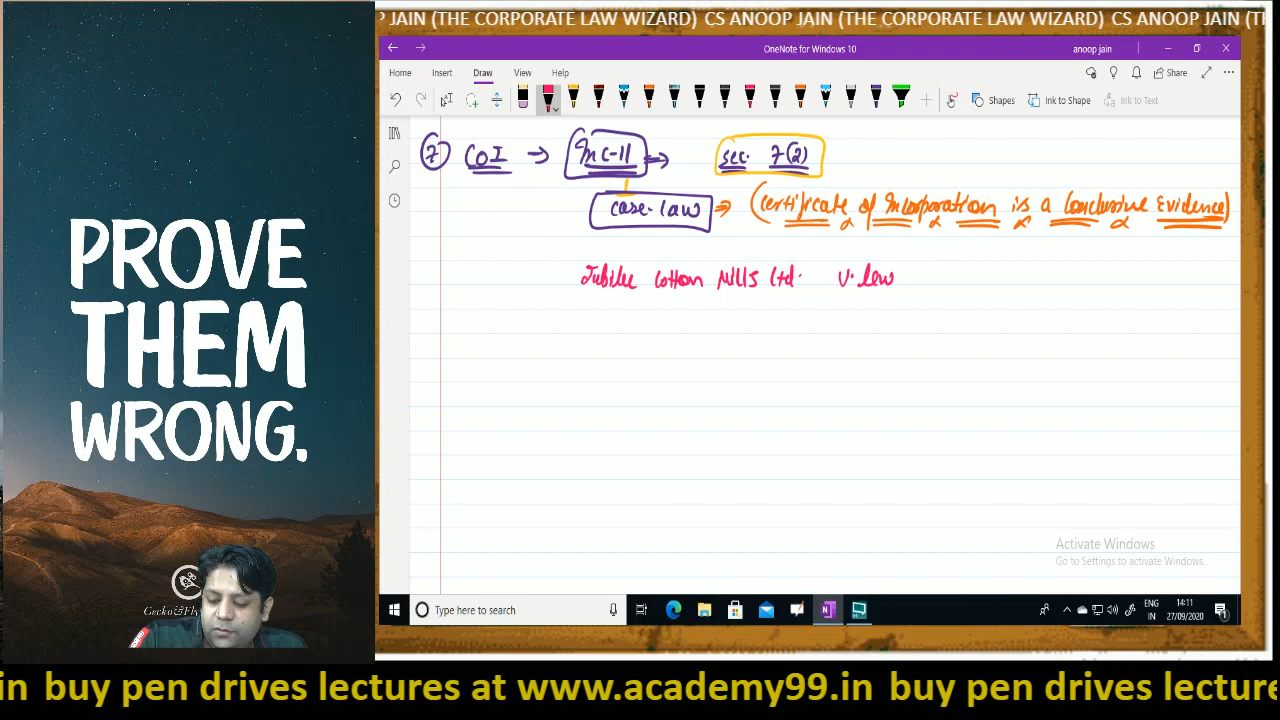 P JAIN (THE CORPORATE LAW WIZARD) CS ANOOP JAIN (THE CORPORATE LAW WIZARD) CS ANOOP JAIN (TH
OneNote for Windows 10
anoop jain
Home Insert Draw View Help
Share
Shapes Ink to Shape Ink to Text
7 COI → Inc-11 ⇒ sec. 7(2)
case-law ⇒ (Certificate of Incorporation is a Conclusive Evidence)
Jubilee Cotton Mills Ltd. V. Lew
PROVE
THEM
WRONG.
Activate Windows
Go to Settings to activate Windows.
Type here to search
ENG
IN
14:11
27/09/2020
in buy pen drives lectures at www.academy99.in buy pen drives lecture